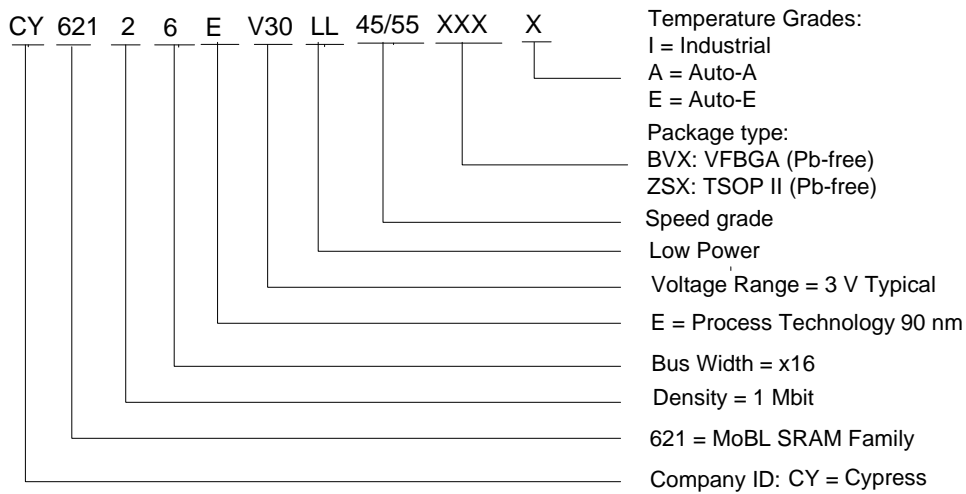 CY 621 2 6 E V30 LL 45/55 XXX X
Temperature Grades:
I = Industrial
A = Auto-A
E = Auto-E
Package type:
BVX: VFBGA (Pb-free)
ZSX: TSOP II (Pb-free)
Speed grade
Low Power
Voltage Range = 3 V Typical
E = Process Technology 90 nm
Bus Width = x16
Density = 1 Mbit
621 = MoBL SRAM Family
Company ID: CY = Cypress